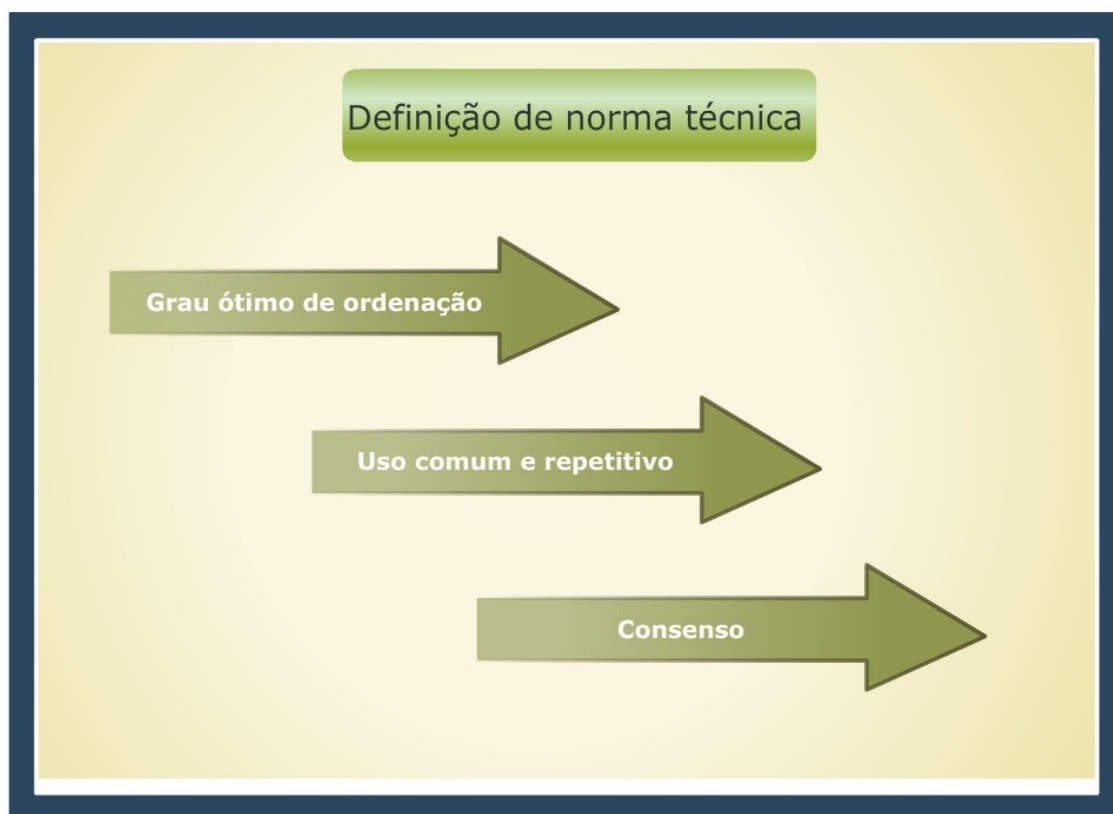 Definição de norma técnica
Grau ótimo de ordenação
Uso comum e repetitivo
Consenso